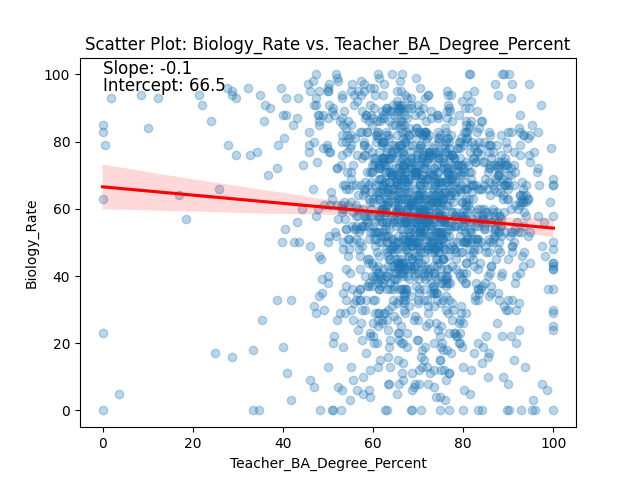 Scatter Plot: Biology_Rate vs. Teacher_BA_Degree_Percent
Slope: -0.1
Intercept: 66.5
100
80
60
40
20
0
Biology_Rate
0 20 40 60 80 100
Teacher_BA_Degree_Percent